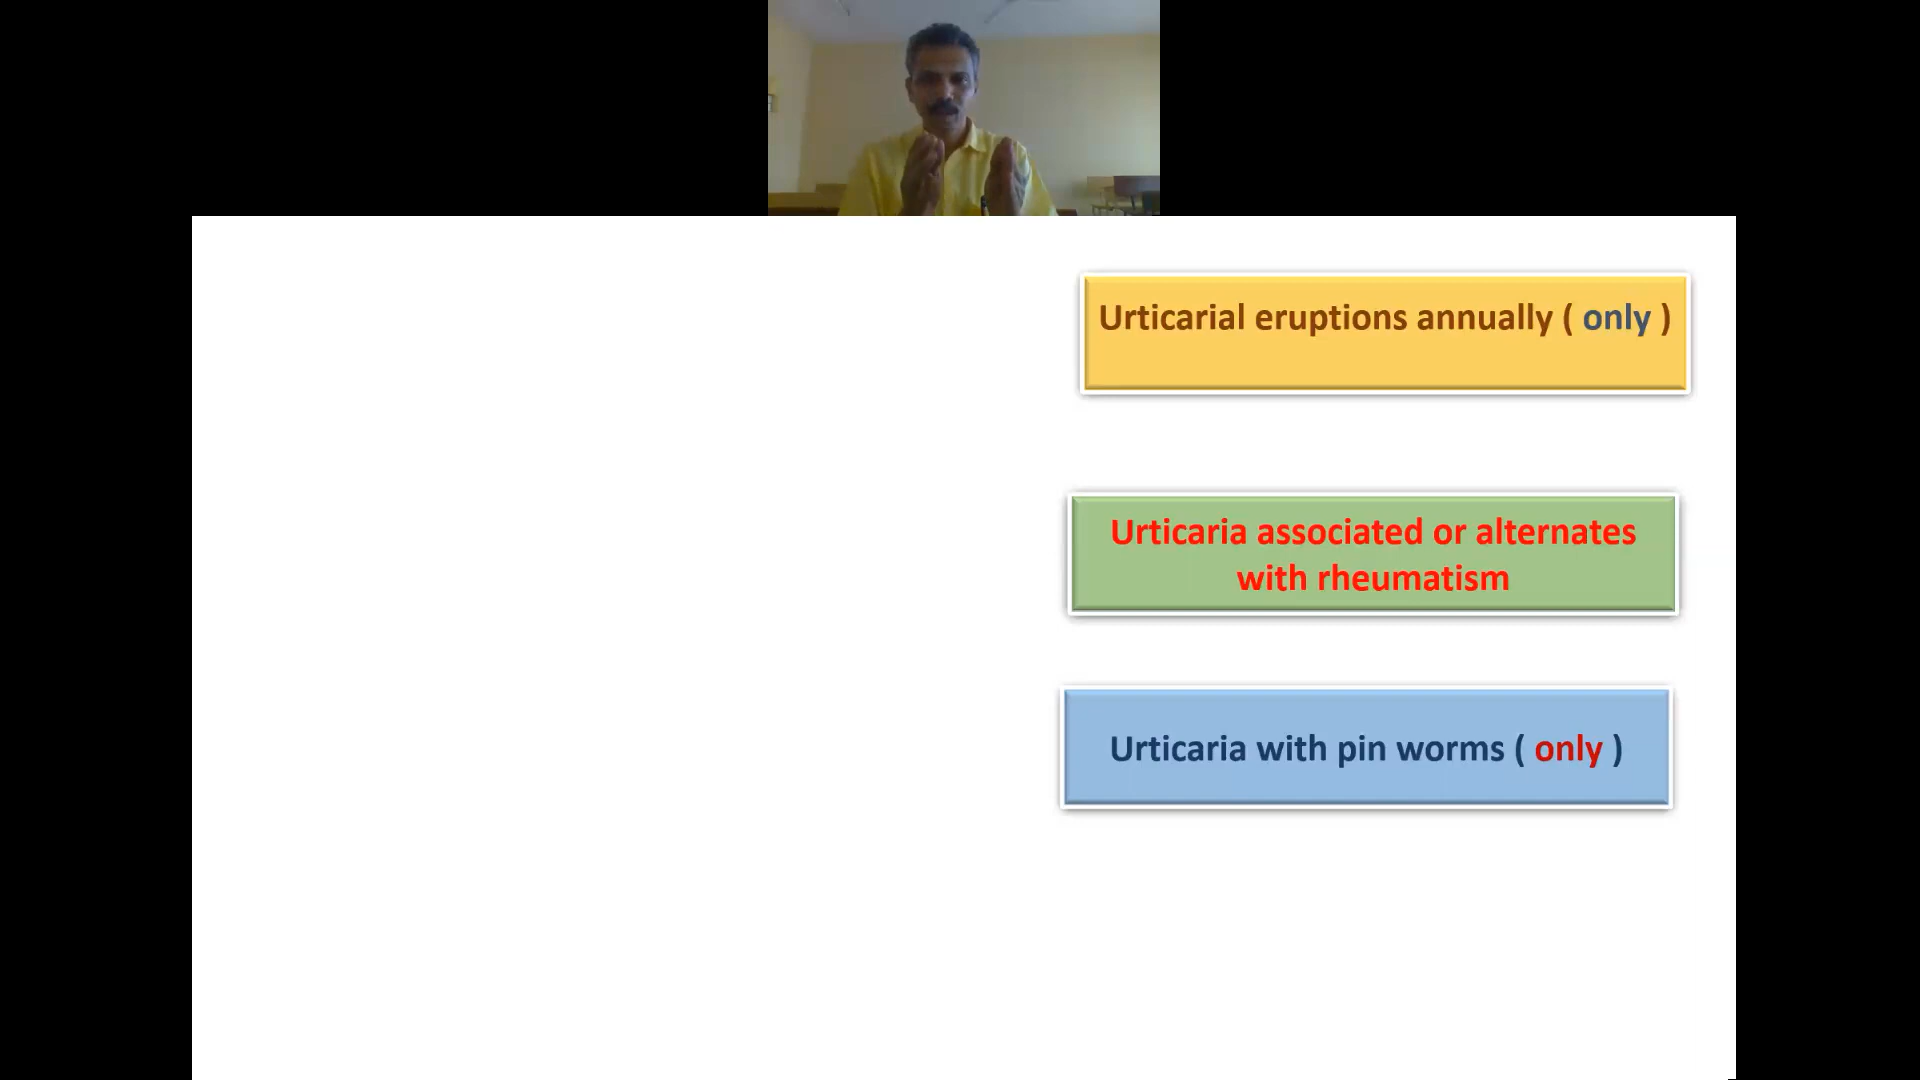 Urticarial eruptions annually ( only )
Urticaria associated or alternates
with rheumatism
Urticaria with pin worms ( only )